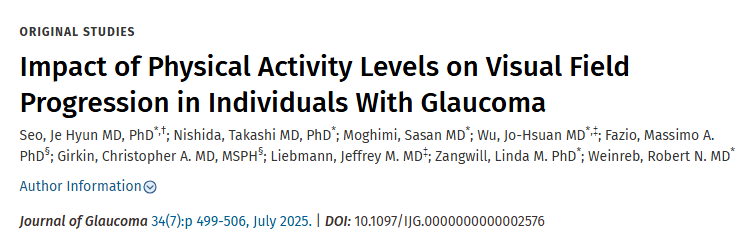 ORIGINAL STUDIES
Impact of Physical Activity Levels on Visual Field
Progression in Individuals With Glaucoma
Seo, Je Hyun MD, PhD*,†; Nishida, Takashi MD, PhD*; Moghimi, Sasan MD*; Wu, Jo-Hsuan MD*,‡; Fazio, Massimo A.
PhD§; Girkin, Christopher A. MD, MSPH§; Liebmann, Jeffrey M. MD‡; Zangwill, Linda M. PhD*; Weinreb, Robert N. MD*
Author Information
Journal of Glaucoma 34(7):p 499-506, July 2025. | DOI: 10.1097/IJG.0000000000002576